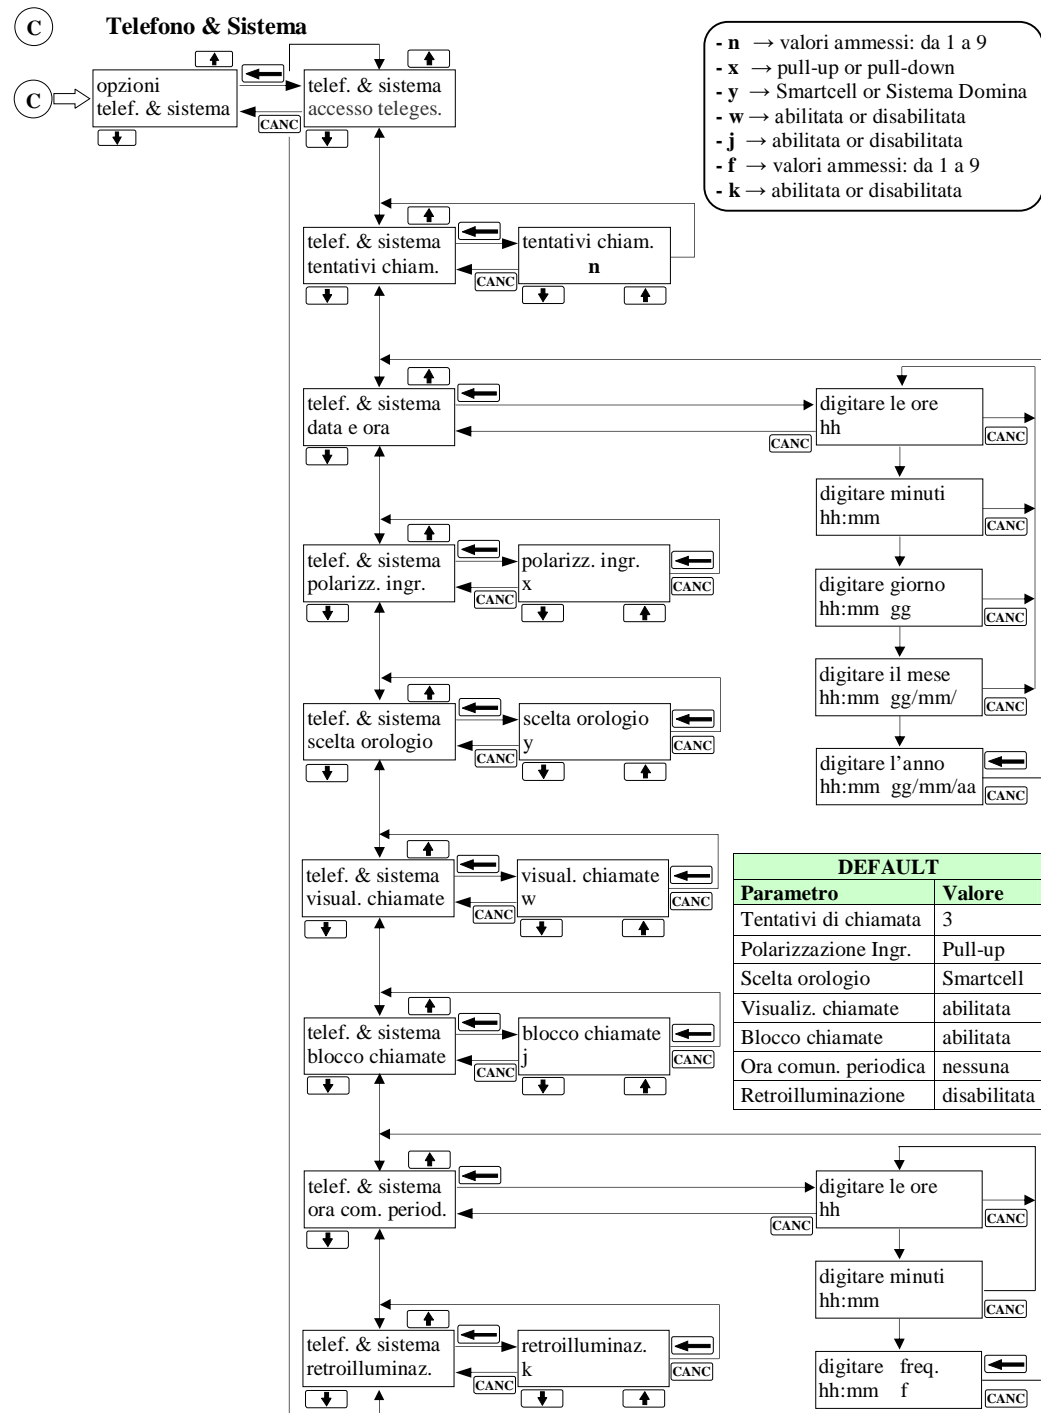 C Telefono & Sistema
- n → valori ammessi: da 1 a 9
- x → pull-up or pull-down
- y → Smartcell or Sistema Domina
- w → abilitata or disabilitata
- j → abilitata or disabilitata
- f → valori ammessi: da 1 a 9
- k → abilitata or disabilitata
C
opzioni
telef. & sistema
CANC
telef. & sistema
accesso teleges.
telef. & sistema
tentativi chiam.
CANC
tentativi chiam.
n
telef. & sistema
data e ora
CANC
digitare le ore
hh
CANC
digitare minuti
hh:mm
CANC
digitare giorno
hh:mm gg
CANC
digitare il mese
hh:mm gg/mm/
CANC
digitare l'anno
hh:mm gg/mm/aa
CANC
telef. & sistema
polarizz. ingr.
CANC
polarizz. ingr.
x
CANC
telef. & sistema
scelta orologio
CANC
scelta orologio
y
CANC
telef. & sistema
visual. chiamate
CANC
visual. chiamate
w
CANC
DEFAULT
Parametro Valore
Tentativi di chiamata 3
Polarizzazione Ingr. Pull-up
Scelta orologio Smartcell
Visualiz. chiamate abilitata
Blocco chiamate abilitata
Ora comun. periodica nessuna
Retroilluminazione disabilitata
telef. & sistema
blocco chiamate
CANC
blocco chiamate
j
CANC
telef. & sistema
ora com. period.
CANC
digitare le ore
hh
CANC
digitare minuti
hh:mm
CANC
digitare freq.
hh:mm f
CANC
telef. & sistema
retroilluminaz.
CANC
retroilluminaz.
k
CANC